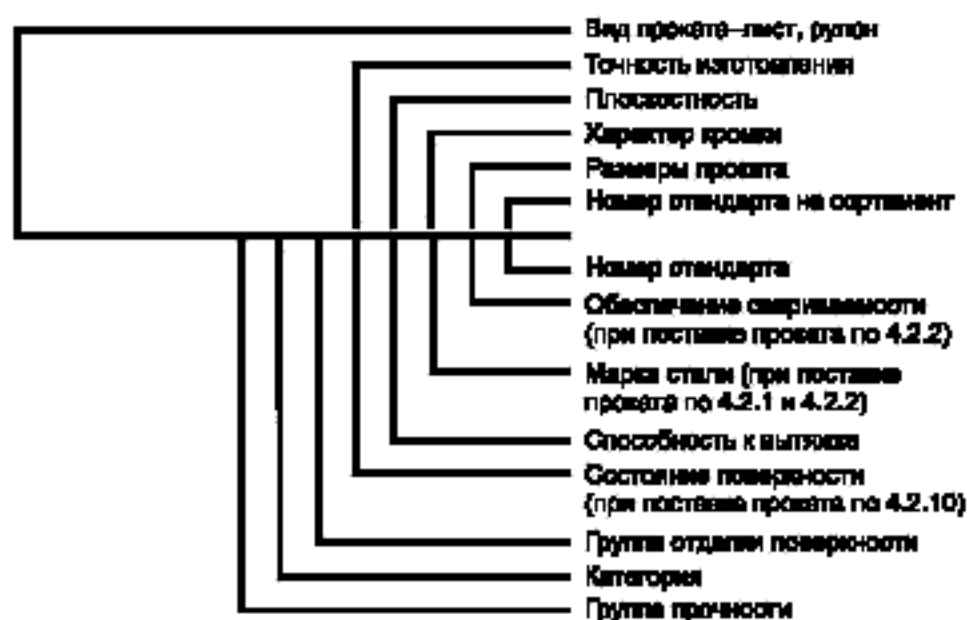 Вид проката–лист, рулон
Точность изготовления
Плоскостность
Характер кромки
Размеры проката
Номер стандарта на сортамент
Номер стандарта
Обеспечение свариваемости
(при поставке проката по 4.2.2)
Марка стали (при поставке
проката по 4.2.1 и 4.2.2)
Способность к вытяжке
Состояние поверхности
(при поставке проката по 4.2.10)
Группа отделки поверхности
Категория
Группа прочности